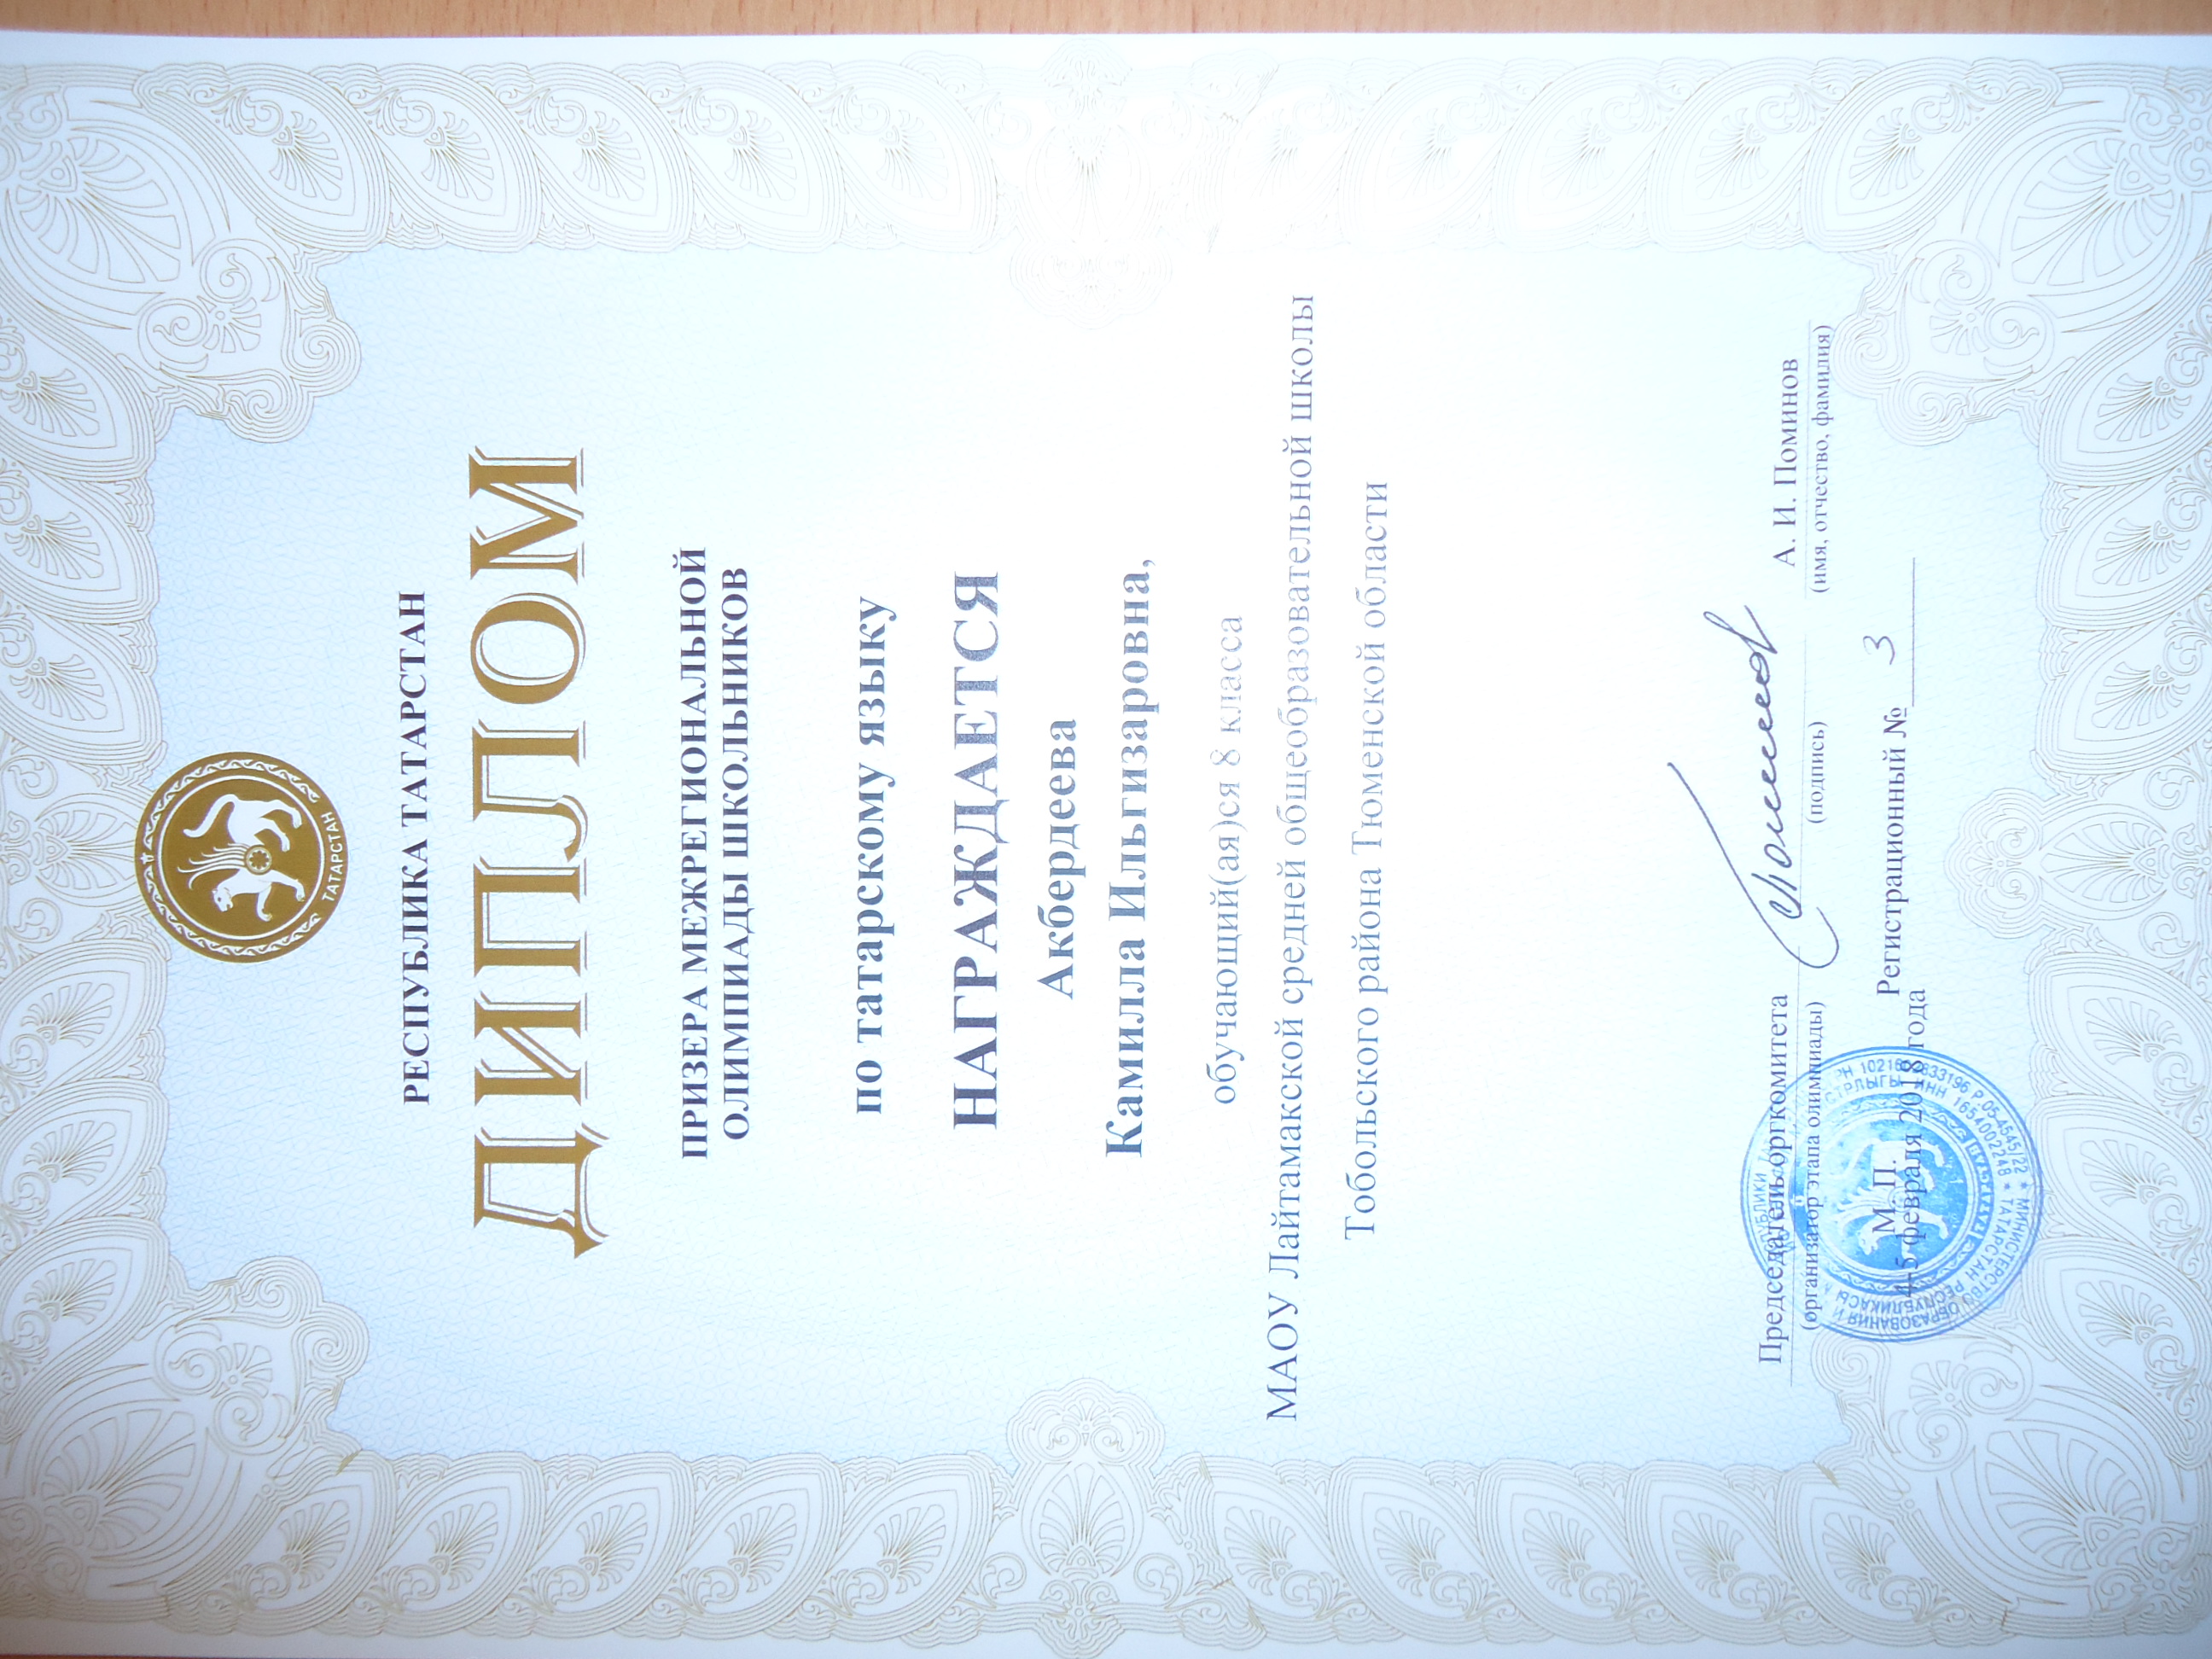 ТАТАРСТАН
РЕСПУБЛИКА ТАТАРСТАН
ДИПЛОМ
ПРИЗЕРА МЕЖРЕГИОНАЛЬНОЙ
ОЛИМПИАДЫ ШКОЛЬНИКОВ
по татарскому языку
НАГРАЖДАЕТСЯ
Акбердеева
Камилла Ильгизаровна,
обучающий(ая)ся 8 класса
МАОУ Лайтамакской средней общеобразовательной школы
Тобольского района Тюменской области
Председатель оргкомитета А. И. Поминов
(организатор этапа олимпиады) (подпись) (имя, отчество, фамилия)
М. П. Регистрационный № 3
4-5 февраля 2018 года